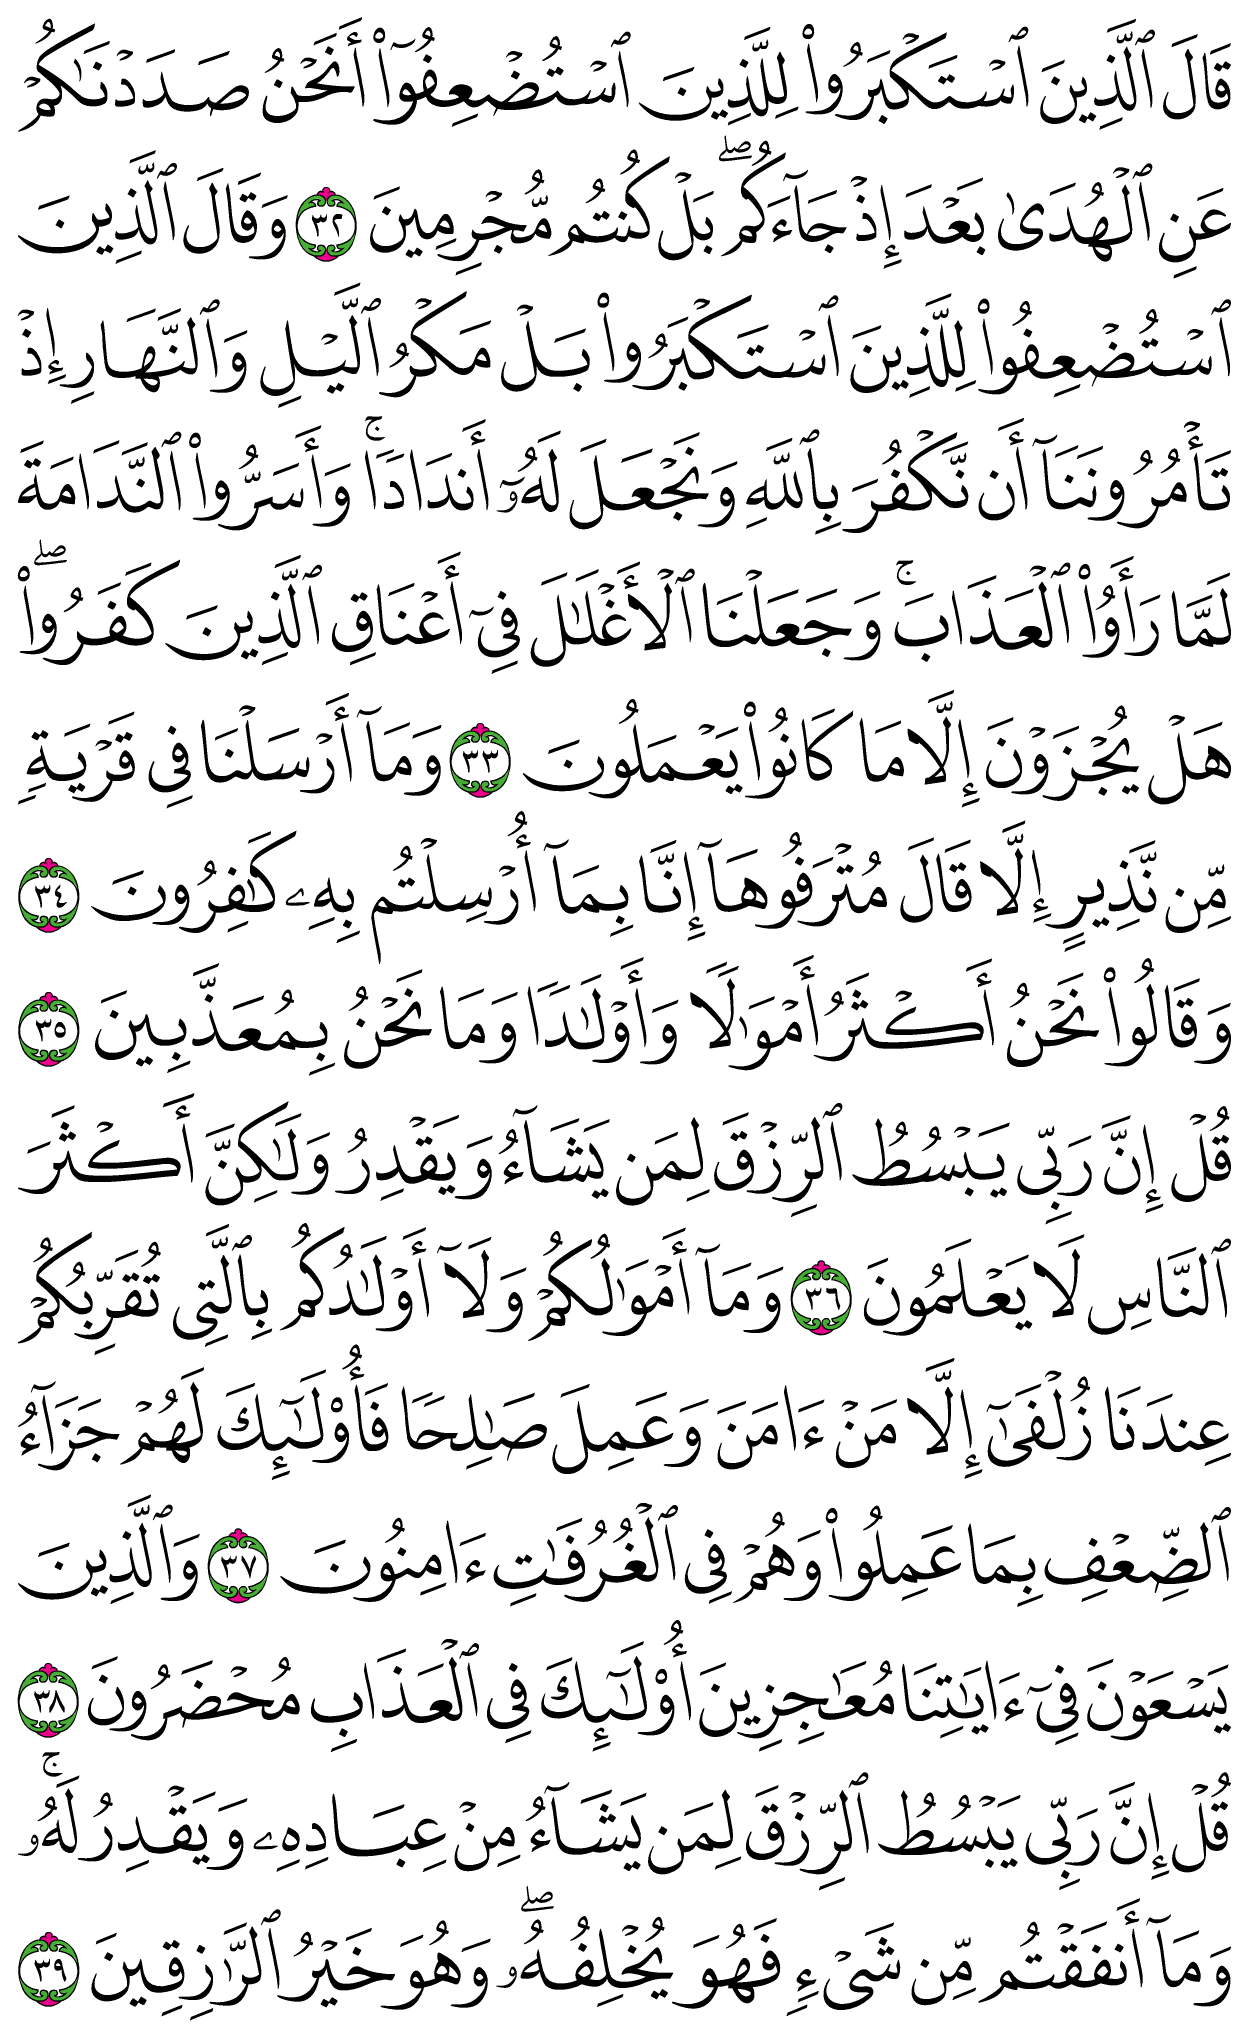 قَالَ ٱلَّذِينَ ٱسۡتَكۡبَرُواْ لِلَّذِينَ ٱسۡتُضۡعِفُوٓاْ أَنَحۡنُ صَدَدۡنَٰكُمۡ
عَنِ ٱلۡهُدَىٰ بَعۡدَ إِذۡ جَآءَكُمۖ بَلۡ كُنتُم مُّجۡرِمِينَ ٣٢ وَقَالَ ٱلَّذِينَ
ٱسۡتُضۡعِفُواْ لِلَّذِينَ ٱسۡتَكۡبَرُواْ بَلۡ مَكۡرُ ٱلَّيۡلِ وَٱلنَّهَارِ إِذۡ
تَأۡمُرُونَنَآ أَن نَّكۡفُرَ بِٱللَّهِ وَنَجۡعَلَ لَهُۥٓ أَندَادٗاۚ وَأَسَرُّواْ ٱلنَّدَامَةَ
لَمَّا رَأَوُاْ ٱلۡعَذَابَۚ وَجَعَلۡنَا ٱلۡأَغۡلَٰلَ فِيٓ أَعۡنَاقِ ٱلَّذِينَ كَفَرُواْۖ
هَلۡ يُجۡزَوۡنَ إِلَّا مَا كَانُواْ يَعۡمَلُونَ ٣٣ وَمَآ أَرۡسَلۡنَا فِي قَرۡيَةٖ
مِّن نَّذِيرٍ إِلَّا قَالَ مُتۡرَفُوهَآ إِنَّا بِمَآ أُرۡسِلۡتُم بِهِۦ كَٰفِرُونَ ٣٤
وَقَالُواْ نَحۡنُ أَكۡثَرُ أَمۡوَٰلٗا وَأَوۡلَٰدٗا وَمَا نَحۡنُ بِمُعَذَّبِينَ ٣٥
قُلۡ إِنَّ رَبِّي يَبۡسُطُ ٱلرِّزۡقَ لِمَن يَشَآءُ وَيَقۡدِرُ وَلَٰكِنَّ أَكۡثَرَ
ٱلنَّاسِ لَا يَعۡلَمُونَ ٣٦ وَمَآ أَمۡوَٰلُكُمۡ وَلَآ أَوۡلَٰدُكُم بِٱلَّتِي تُقَرِّبُكُمۡ
عِندَنَا زُلۡفَىٰٓ إِلَّا مَنۡ ءَامَنَ وَعَمِلَ صَٰلِحٗا فَأُوْلَٰٓئِكَ لَهُمۡ جَزَآءُ
ٱلضِّعۡفِ بِمَا عَمِلُواْ وَهُمۡ فِي ٱلۡغُرُفَٰتِ ءَامِنُونَ ٣٧ وَٱلَّذِينَ
يَسۡعَوۡنَ فِيٓ ءَايَٰتِنَا مُعَٰجِزِينَ أُوْلَٰٓئِكَ فِي ٱلۡعَذَابِ مُحۡضَرُونَ ٣٨
قُلۡ إِنَّ رَبِّي يَبۡسُطُ ٱلرِّزۡقَ لِمَن يَشَآءُ مِنۡ عِبَادِهِۦ وَيَقۡدِرُ لَهُۥۚ
وَمَآ أَنفَقۡتُم مِّن شَيۡءٖ فَهُوَ يُخۡلِفُهُۥۖ وَهُوَ خَيۡرُ ٱلرَّٰزِقِينَ ٣٩